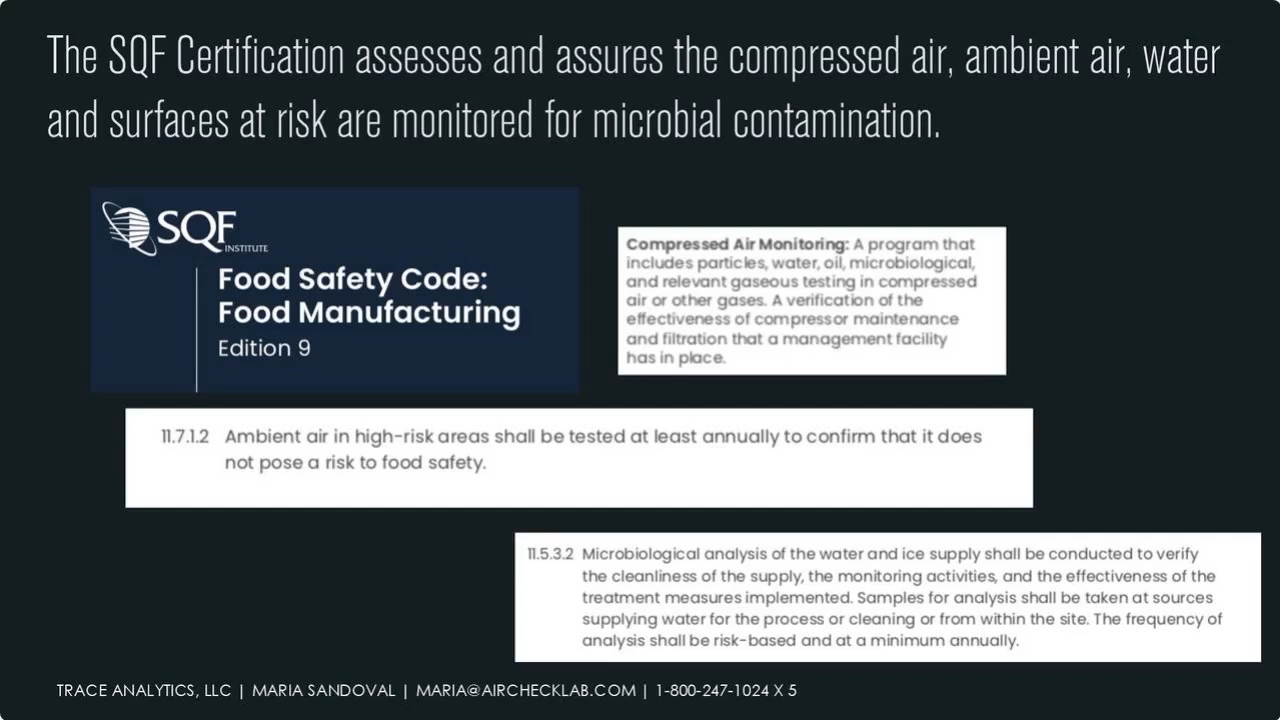 The SQF Certification assesses and assures the compressed air, ambient air, water
and surfaces at risk are monitored for microbial contamination.
SQF
INSTITUTE
Food Safety Code:
Food Manufacturing
Edition 9
Compressed Air Monitoring: A program that
includes particles, water, oil, microbiological,
and relevant gaseous testing in compressed
air or other gases. A verification of the
effectiveness of compressor maintenance
and filtration that a management facility
has in place.
11.7.1.2 Ambient air in high-risk areas shall be tested at least annually to confirm that it does
not pose a risk to food safety.
11.5.3.2 Microbiological analysis of the water and ice supply shall be conducted to verify
the cleanliness of the supply, the monitoring activities, and the effectiveness of the
treatment measures implemented. Samples for analysis shall be taken at sources
supplying water for the process or cleaning or from within the site. The frequency of
analysis shall be risk-based and at a minimum annually.
TRACE ANALYTICS, LLC | MARIA SANDOVAL | MARIA@AIRCHECKLAB.COM | 1-800-247-1024 X 5